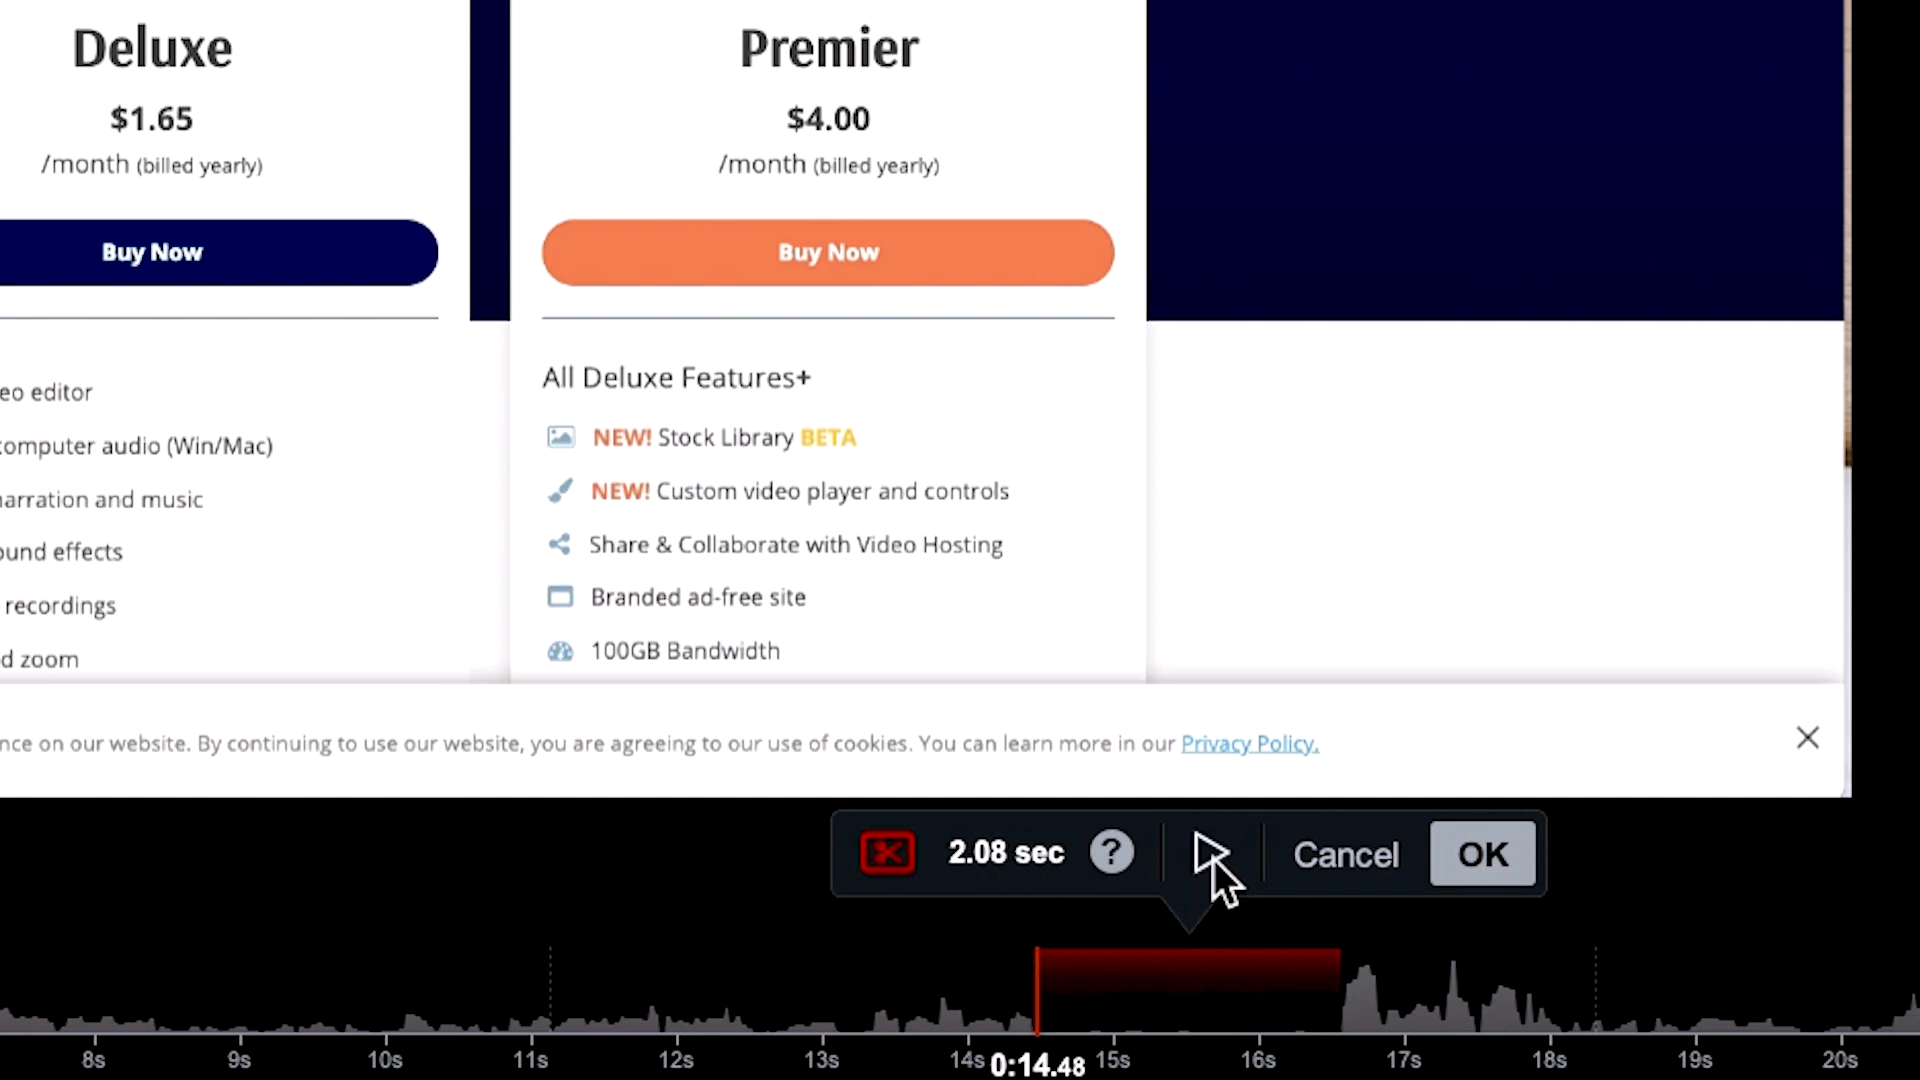 Deluxe
$1.65
/month (billed yearly)
Buy Now
eo editor
computer audio (Win/Mac)
narration and music
ound effects
recordings
d zoom
Premier
$4.00
/month (billed yearly)
Buy Now
All Deluxe Features+
NEW! Stock Library BETA
NEW! Custom video player and controls
Share & Collaborate with Video Hosting
Branded ad-free site
100GB Bandwidth
nce on our website. By continuing to use our website, you are agreeing to our use of cookies. You can learn more in our Privacy Policy.
2.08 sec ? Cancel OK
8s 9s 10s 11s 12s 13s 14s 0:14.48 15s 16s 17s 18s 19s 20s